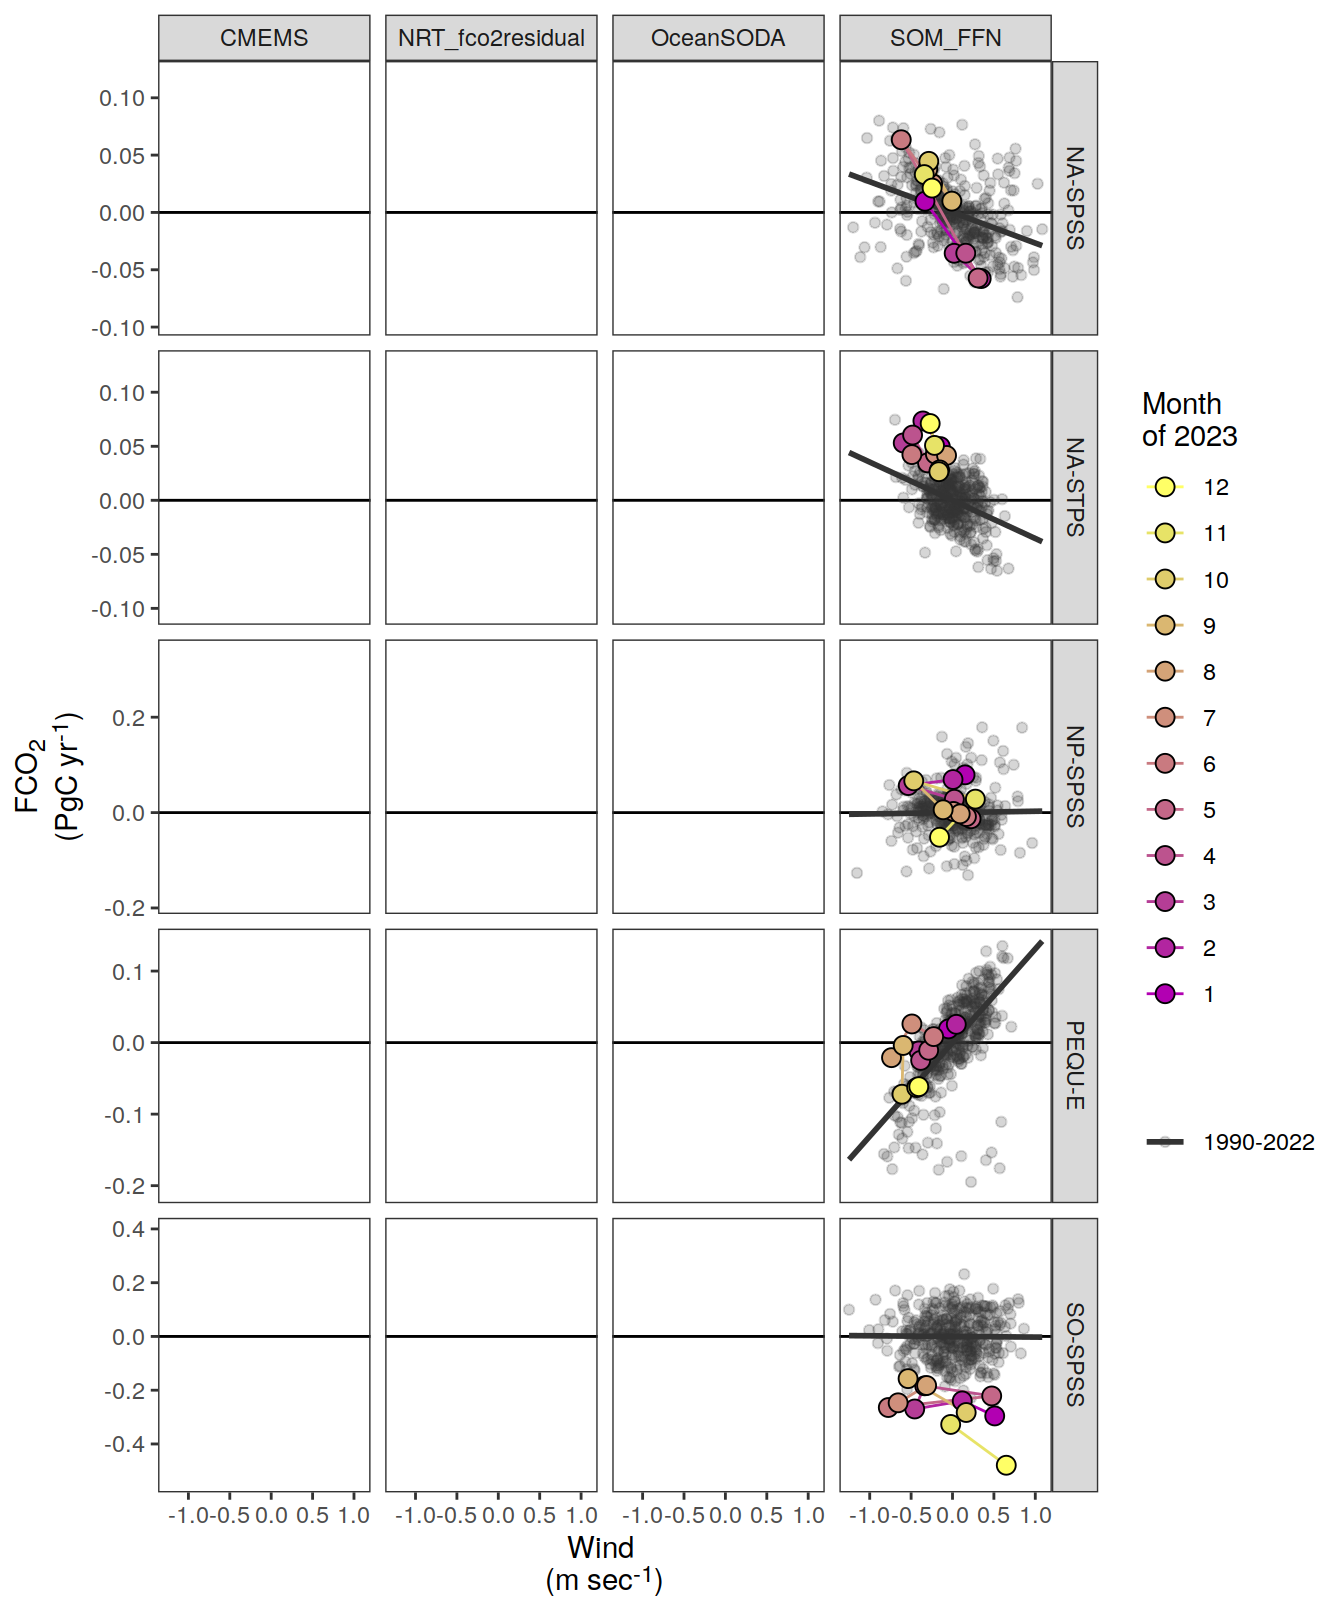 CMEMS NRT_fco2residual OceanSODA SOM_FFN
0.10
0.05
0.00
-0.05
-0.10
NA-SPSS
0.10
0.05
0.00
-0.05
-0.10
NA-STPS
0.2
0.0
-0.2
NP-SPSS
0.1
0.0
-0.1
-0.2
PEQU-E
0.4
0.2
0.0
-0.2
-0.4
SO-SPSS
-1.0 -0.5 0.0 0.5 1.0 -1.0 -0.5 0.0 0.5 1.0 -1.0 -0.5 0.0 0.5 1.0 -1.0 -0.5 0.0 0.5 1.0
Wind
(m sec⁻¹)
FCO₂
(PgC yr⁻¹)
Month
of 2023
12
11
10
9
8
7
6
5
4
3
2
1
1990-2022